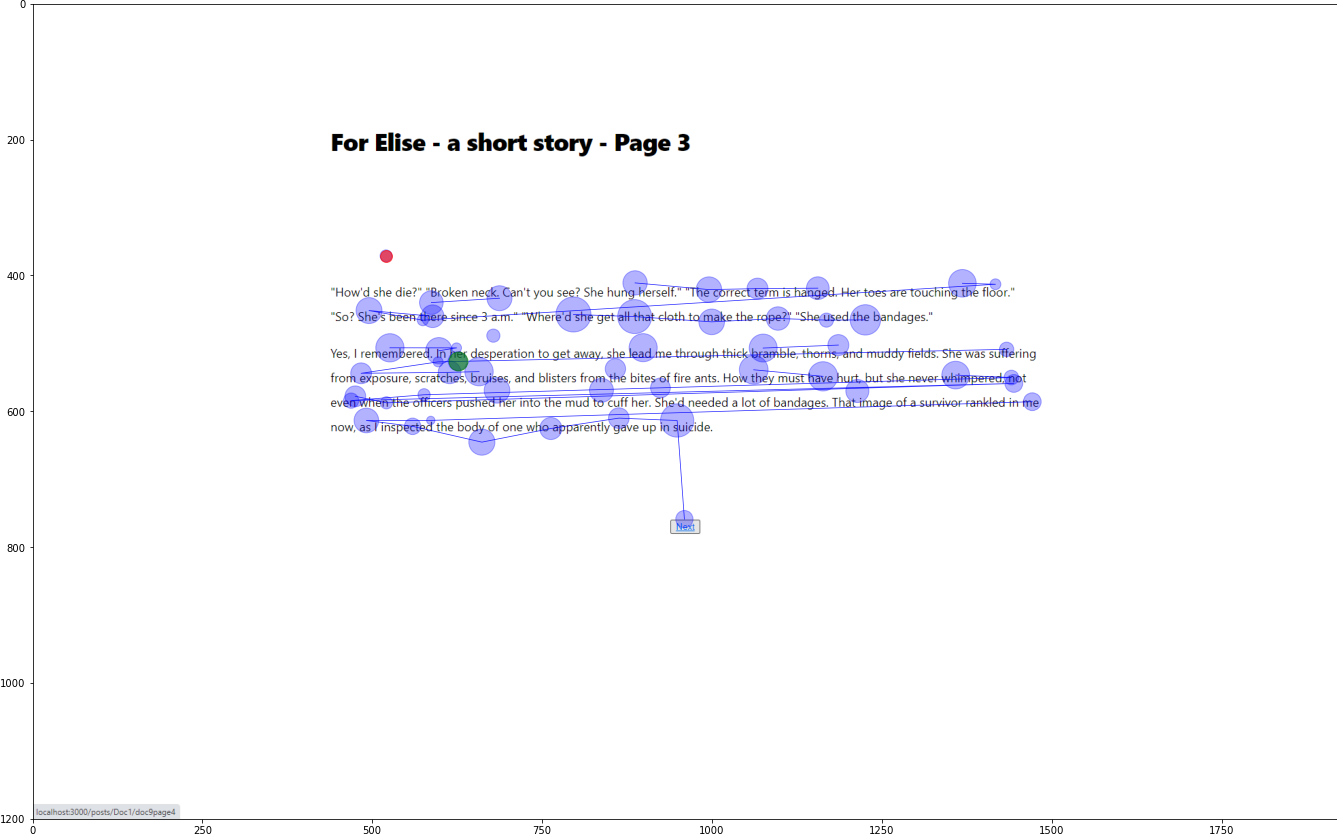 0
200
For Elise - a short story - Page 3
400
"How'd she die?" "Broken neck. Can't you see? She hung herself." "The correct term is hanged. Her toes are touching the floor."
"So? She's been there since 3 a.m." "Where'd she get all that cloth to make the rope?" "She used the bandages."
Yes, I remembered. In her desperation to get away, she lead me through thick bramble, thorns, and muddy fields. She was suffering
from exposure, scratches, bruises, and blisters from the bites of fire ants. How they must have hurt, but she never whimpered, not
even when the officers pushed her into the mud to cuff her. She'd needed a lot of bandages. That image of a survivor rankled in me
600
now, as I inspected the body of one who apparently gave up in suicide.
Next
800
1000
localhost:3000/posts/Doc1/doc9page4
1200
0 250 500 750 1000 1250 1500 1750